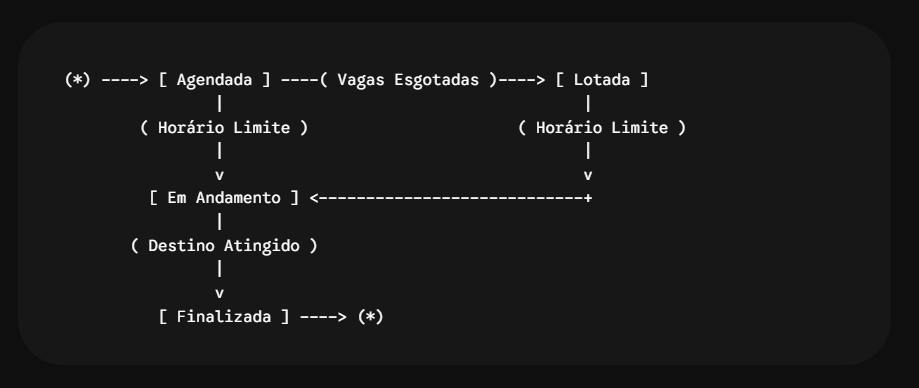 (*) ----> [ Agendada ] ----( Vagas Esgotadas )----> [ Lotada ]
                |                                      |
        ( Horário Limite )                      ( Horário Limite )
                |                                      |
                v                                      v
         [ Em Andamento ] <----------------------------+
                |
       ( Destino Atingido )
                |
                v
          [ Finalizada ] ----> (*)